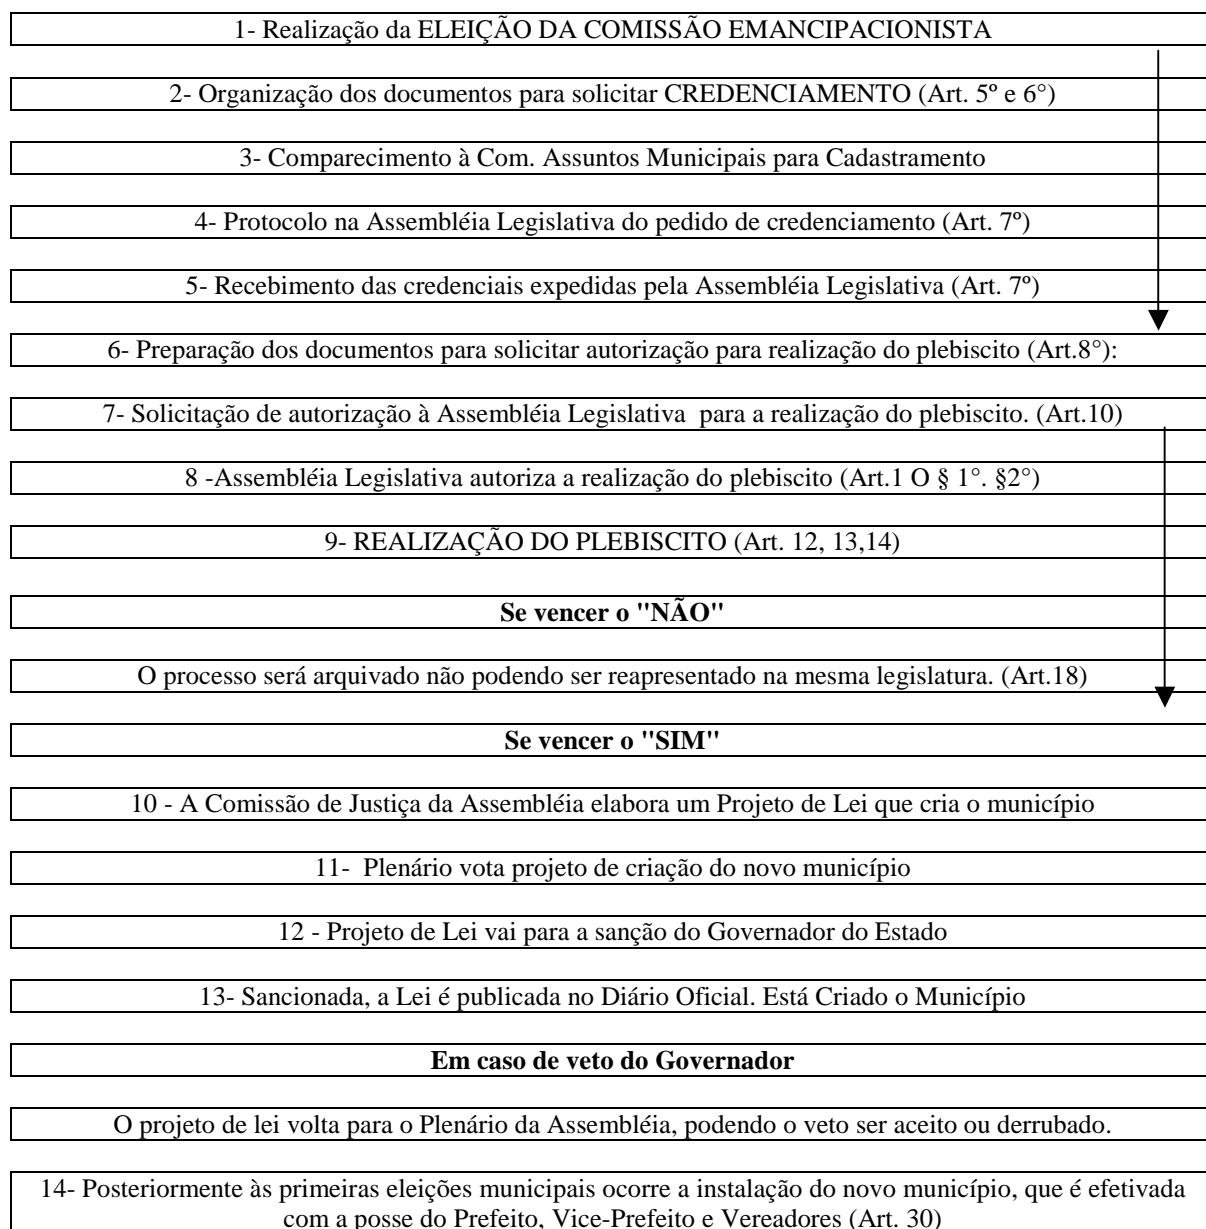 1- Realização da ELEIÇÃO DA COMISSÃO EMANCIPACIONISTA
2- Organização dos documentos para solicitar CREDENCIAMENTO (Art. 5º e 6°)
3- Comparecimento à Com. Assuntos Municipais para Cadastramento
4- Protocolo na Assembléia Legislativa do pedido de credenciamento (Art. 7º)
5- Recebimento das credenciais expedidas pela Assembléia Legislativa (Art. 7º)
6- Preparação dos documentos para solicitar autorização para realização do plebiscito (Art.8°):
7- Solicitação de autorização à Assembléia Legislativa  para a realização do plebiscito. (Art.10)
8 -Assembléia Legislativa autoriza a realização do plebiscito (Art.1 O § 1°. §2°)
9- REALIZAÇÃO DO PLEBISCITO (Art. 12, 13,14)
Se vencer o "NÃO"
O processo será arquivado não podendo ser reapresentado na mesma legislatura. (Art.18)
Se vencer o "SIM"
10 - A Comissão de Justiça da Assembléia elabora um Projeto de Lei que cria o município
11-  Plenário vota projeto de criação do novo município
12 - Projeto de Lei vai para a sanção do Governador do Estado
13- Sancionada, a Lei é publicada no Diário Oficial. Está Criado o Município
Em caso de veto do Governador
O projeto de lei volta para o Plenário da Assembléia, podendo o veto ser aceito ou derrubado.
14- Posteriormente às primeiras eleições municipais ocorre a instalação do novo município, que é efetivada
com a posse do Prefeito, Vice-Prefeito e Vereadores (Art. 30)